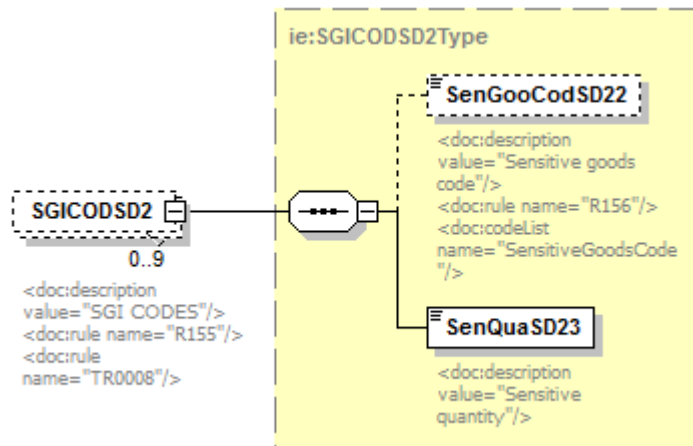 ie:SGICODSD2Type
SenGooCodSD22
<doc:description
value="Sensitive goods
code"/>
<doc:rule name="R156"/>
<doc:codeList
name="SensitiveGoodsCode
"/>
SGICODSD2
0..9
<doc:description
value="SGI CODES"/>
<doc:rule name="R155"/>
<doc:rule
name="TR0008"/>
SenQuaSD23
<doc:description
value="Sensitive
quantity"/>